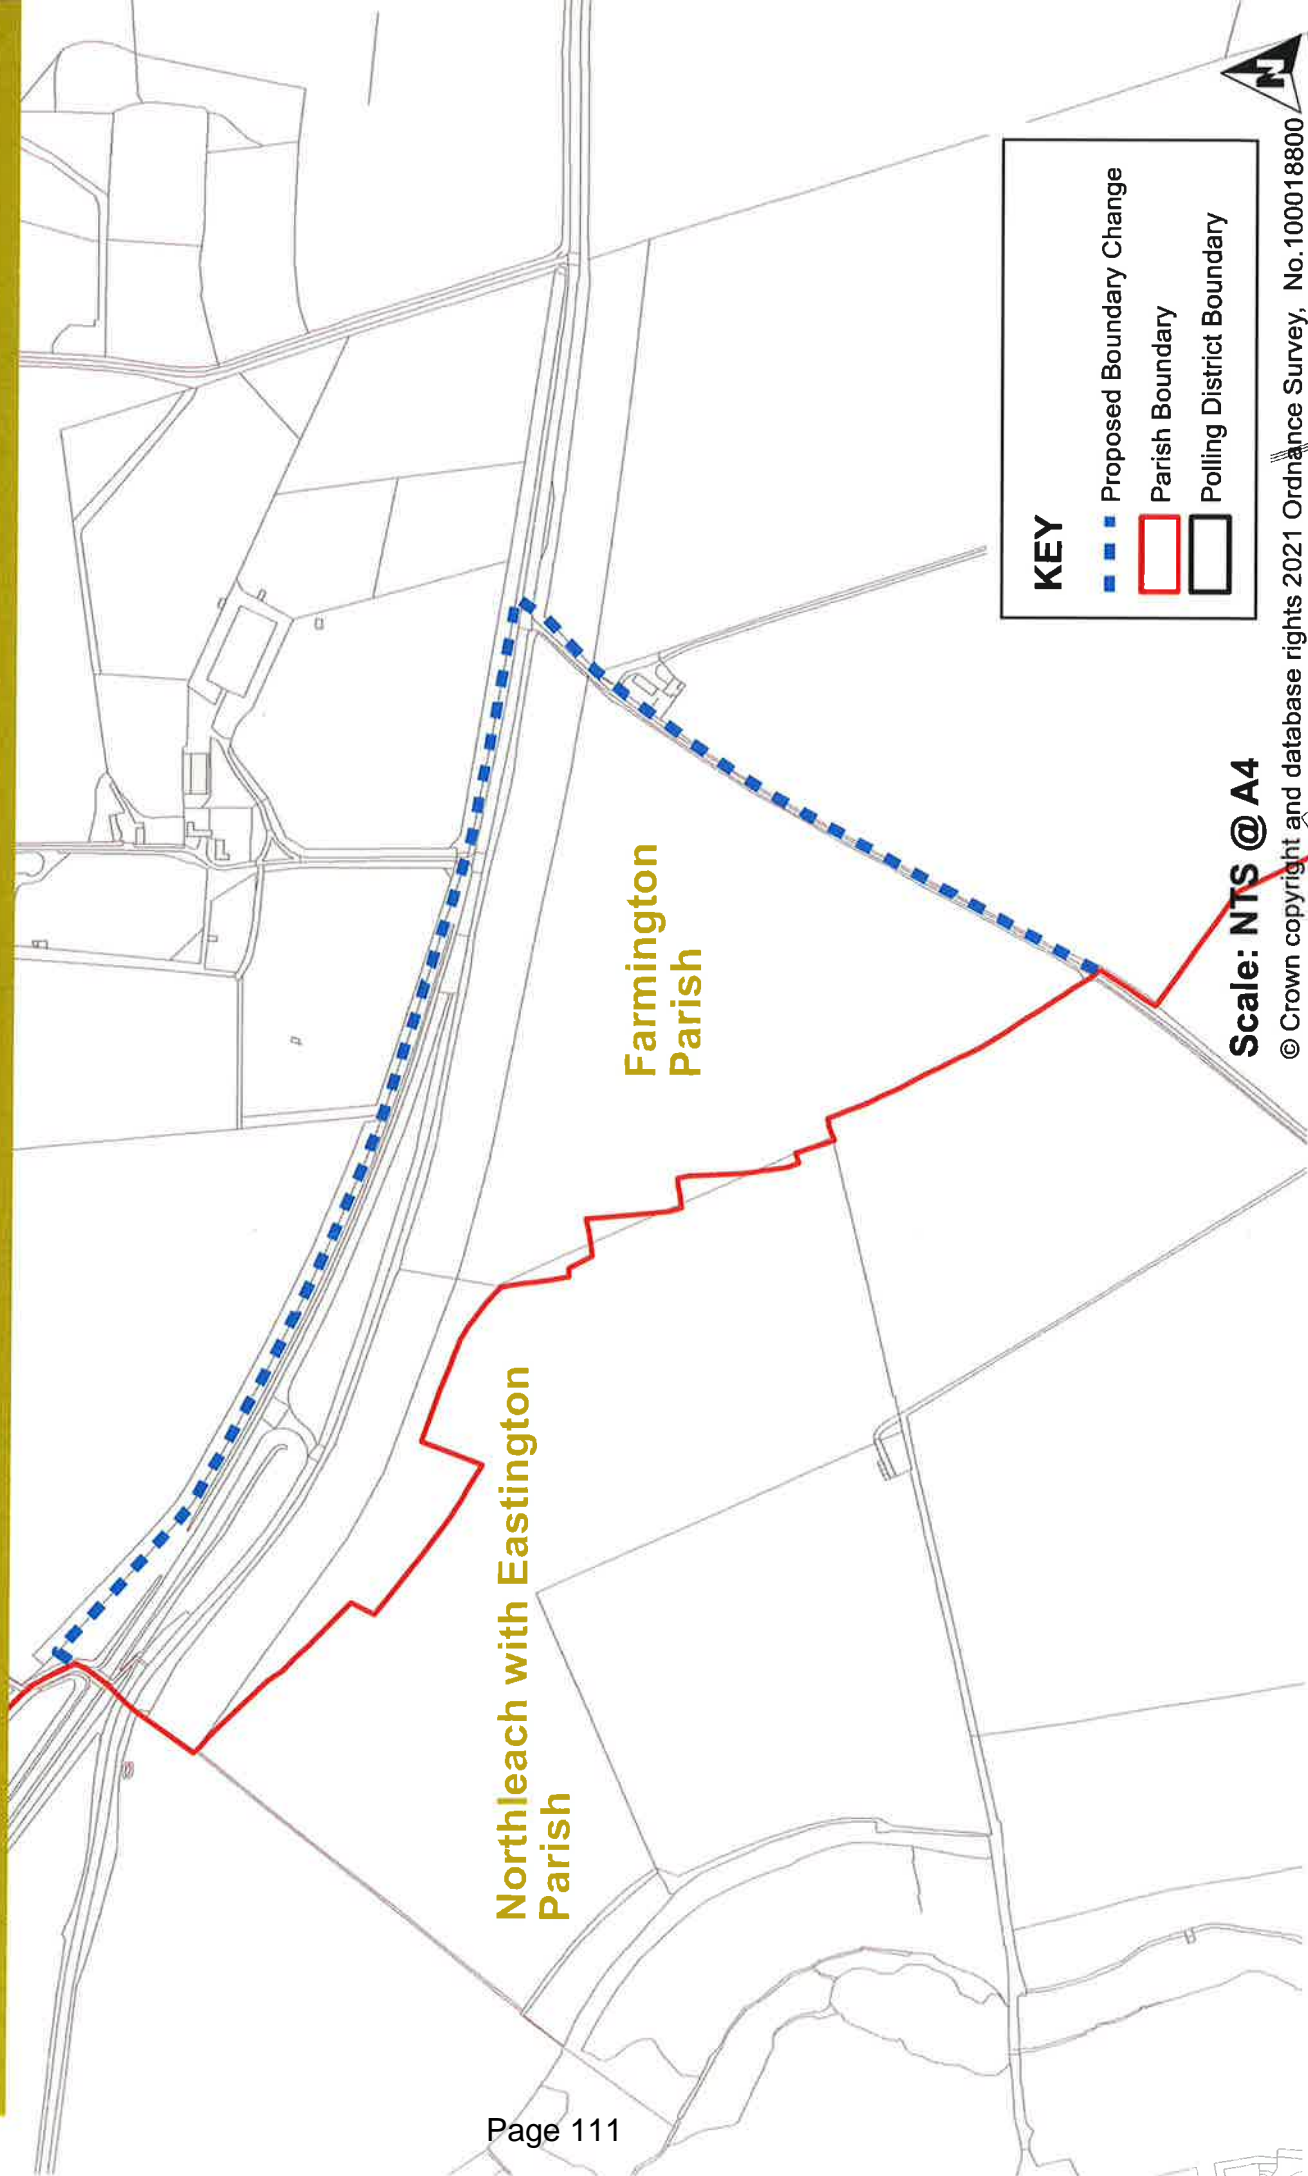 Farmington
Parish
Northleach with Eastington
Parish
KEY
Proposed Boundary Change
Parish Boundary
Polling District Boundary
N
Scale: NTS @ A4
© Crown copyright and database rights 2021 Ordnance Survey, No.100018800
Page 111